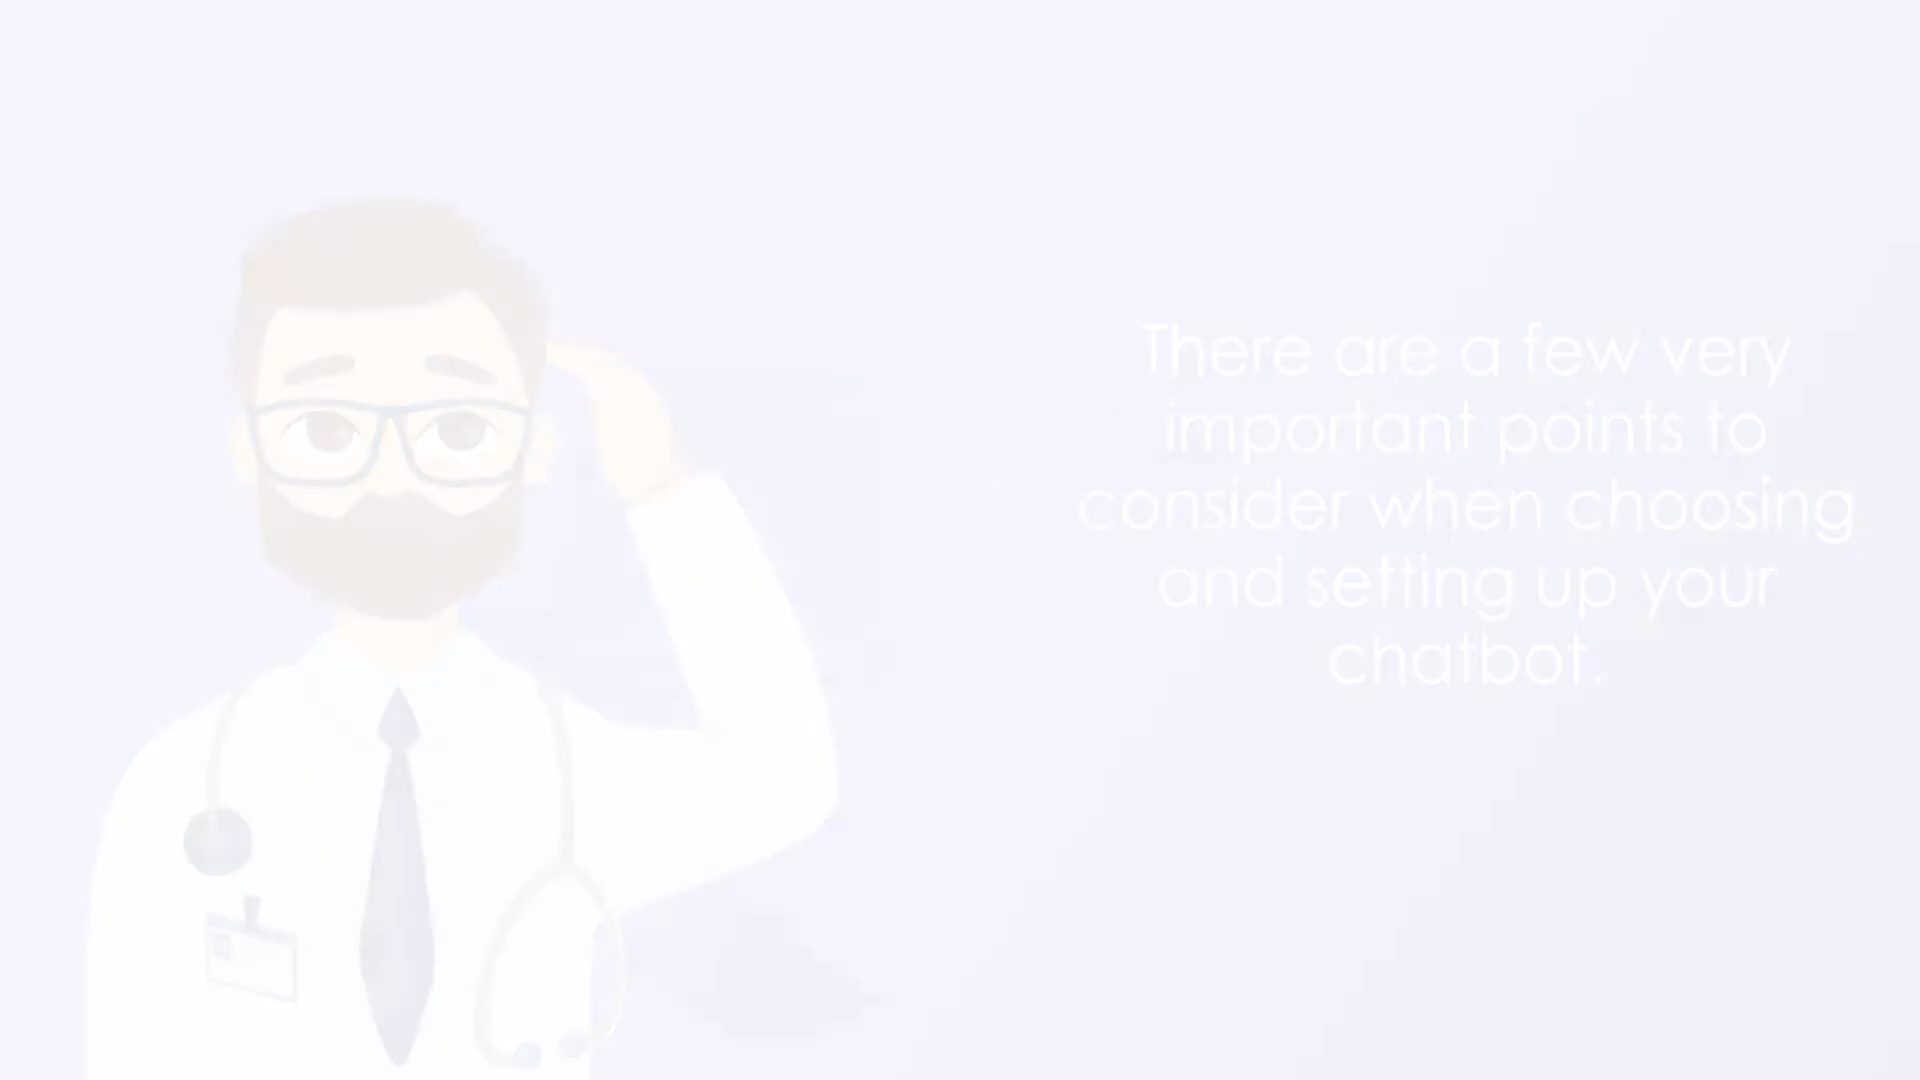 There are a few very
important points to
consider when choosing
and setting up your
chatbot.